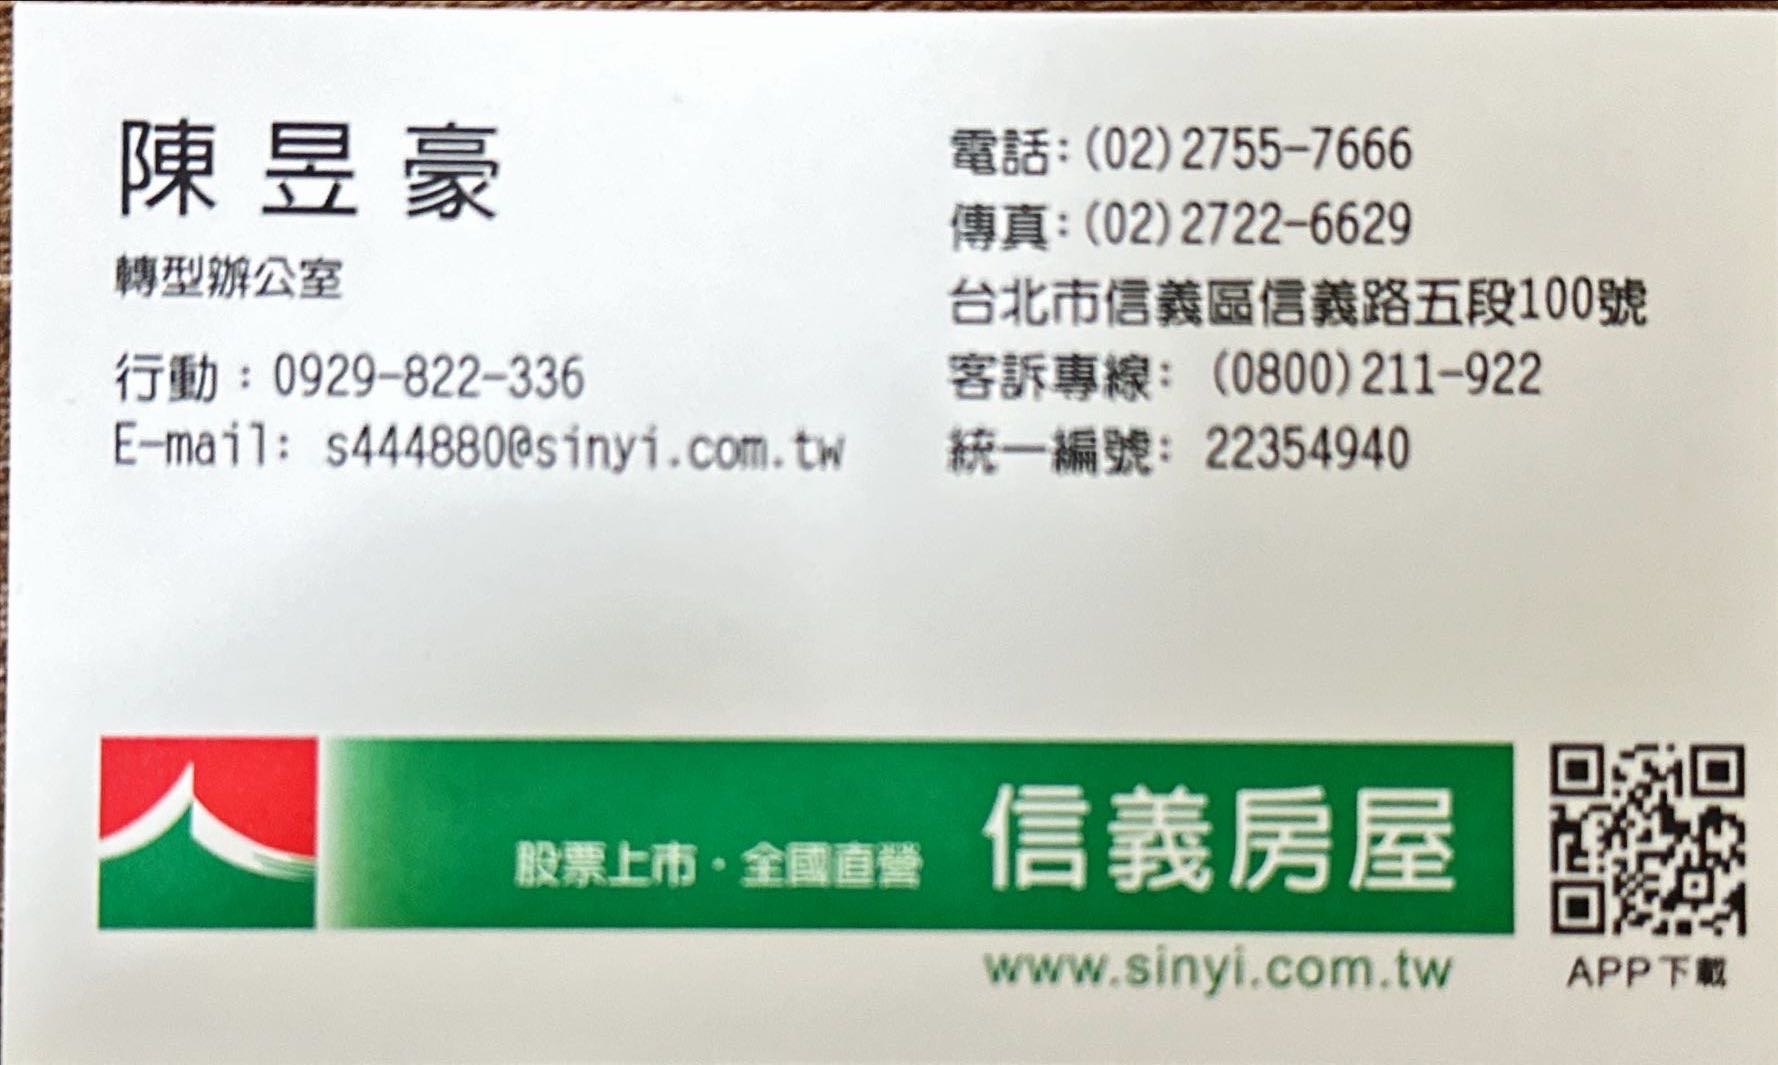 陳昱豪
轉型辦公室
行動：0929-822-336
E-mail: s444880@sinyi.com.tw
電話:(02)2755-7666
傳真:(02)2722-6629
台北市信義區信義路五段100號
客訴專線: (0800)211-922
統一編號: 22354940
股票上市・全國直營
信義房屋
www.sinyi.com.tw
APP下載